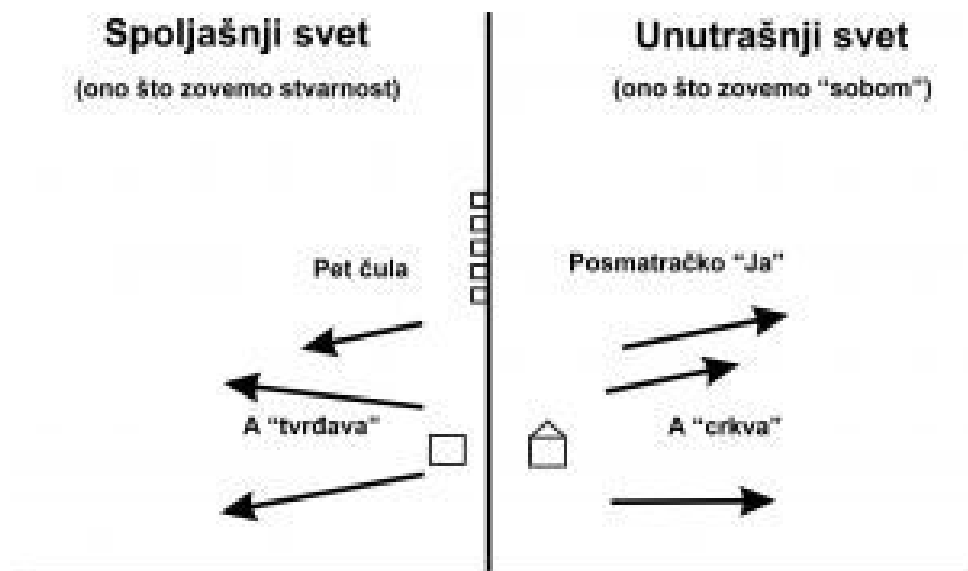 Spoljašnji svet
(ono što zovemo stvarnost)
Unutrašnji svet
(ono što zovemo “sobom”)
Pet čula
Posmatračko “Ja”
A “tvrđava”
A “crkva”